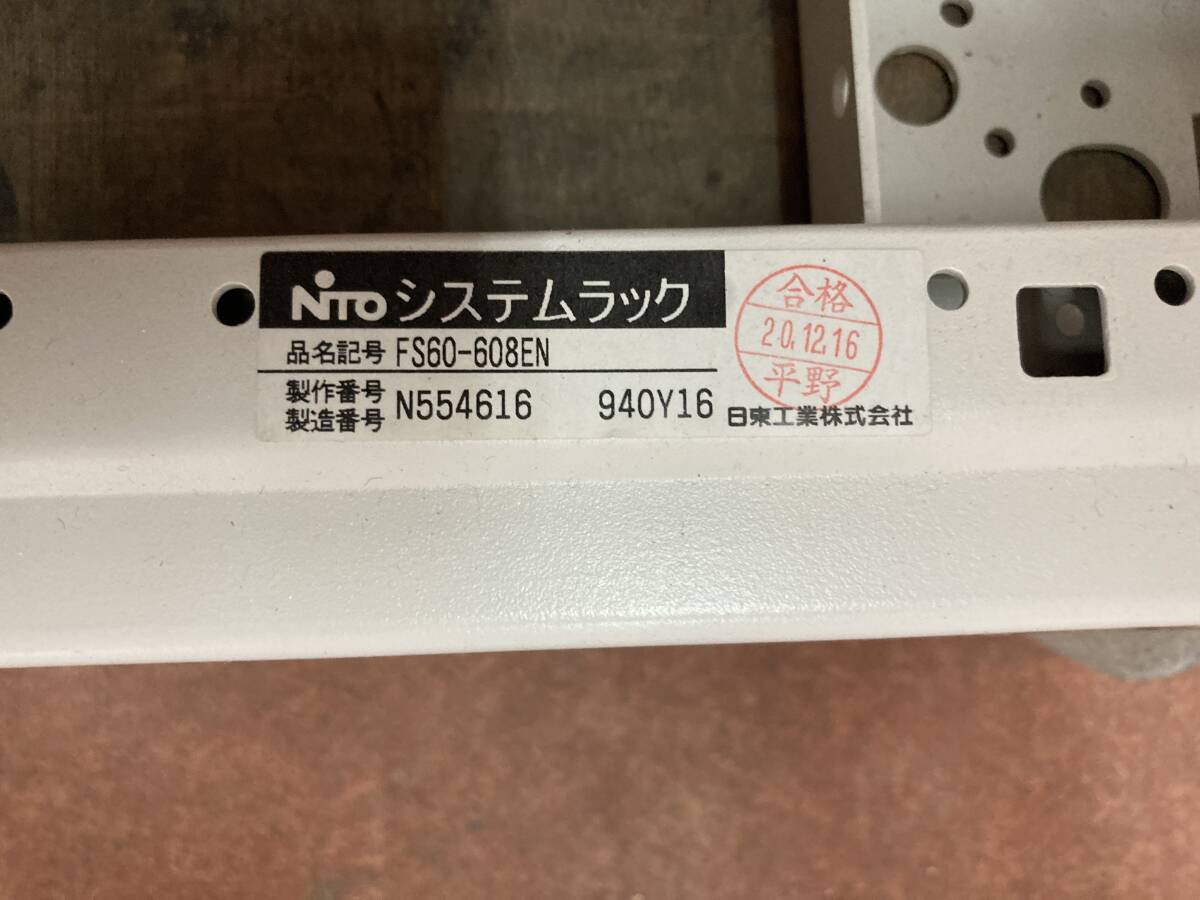 NiTO システムラック
品名記号 FS60-608EN
製作番号
製造番号 N554616 940Y16
合格
20.12.16
平野
日東工業株式会社